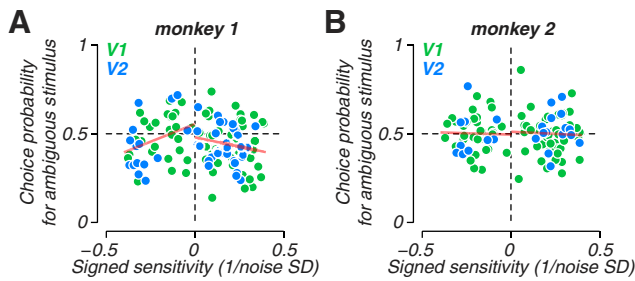 A
monkey 1
V1
V2
1
0.5
0
Choice probability
for ambiguous stimulus
−0.5
0
0.5
Signed sensitivity (1/noise SD)
B
monkey 2
V1
V2
1
0.5
0
Choice probability
for ambiguous stimulus
−0.5
0
0.5
Signed sensitivity (1/noise SD)